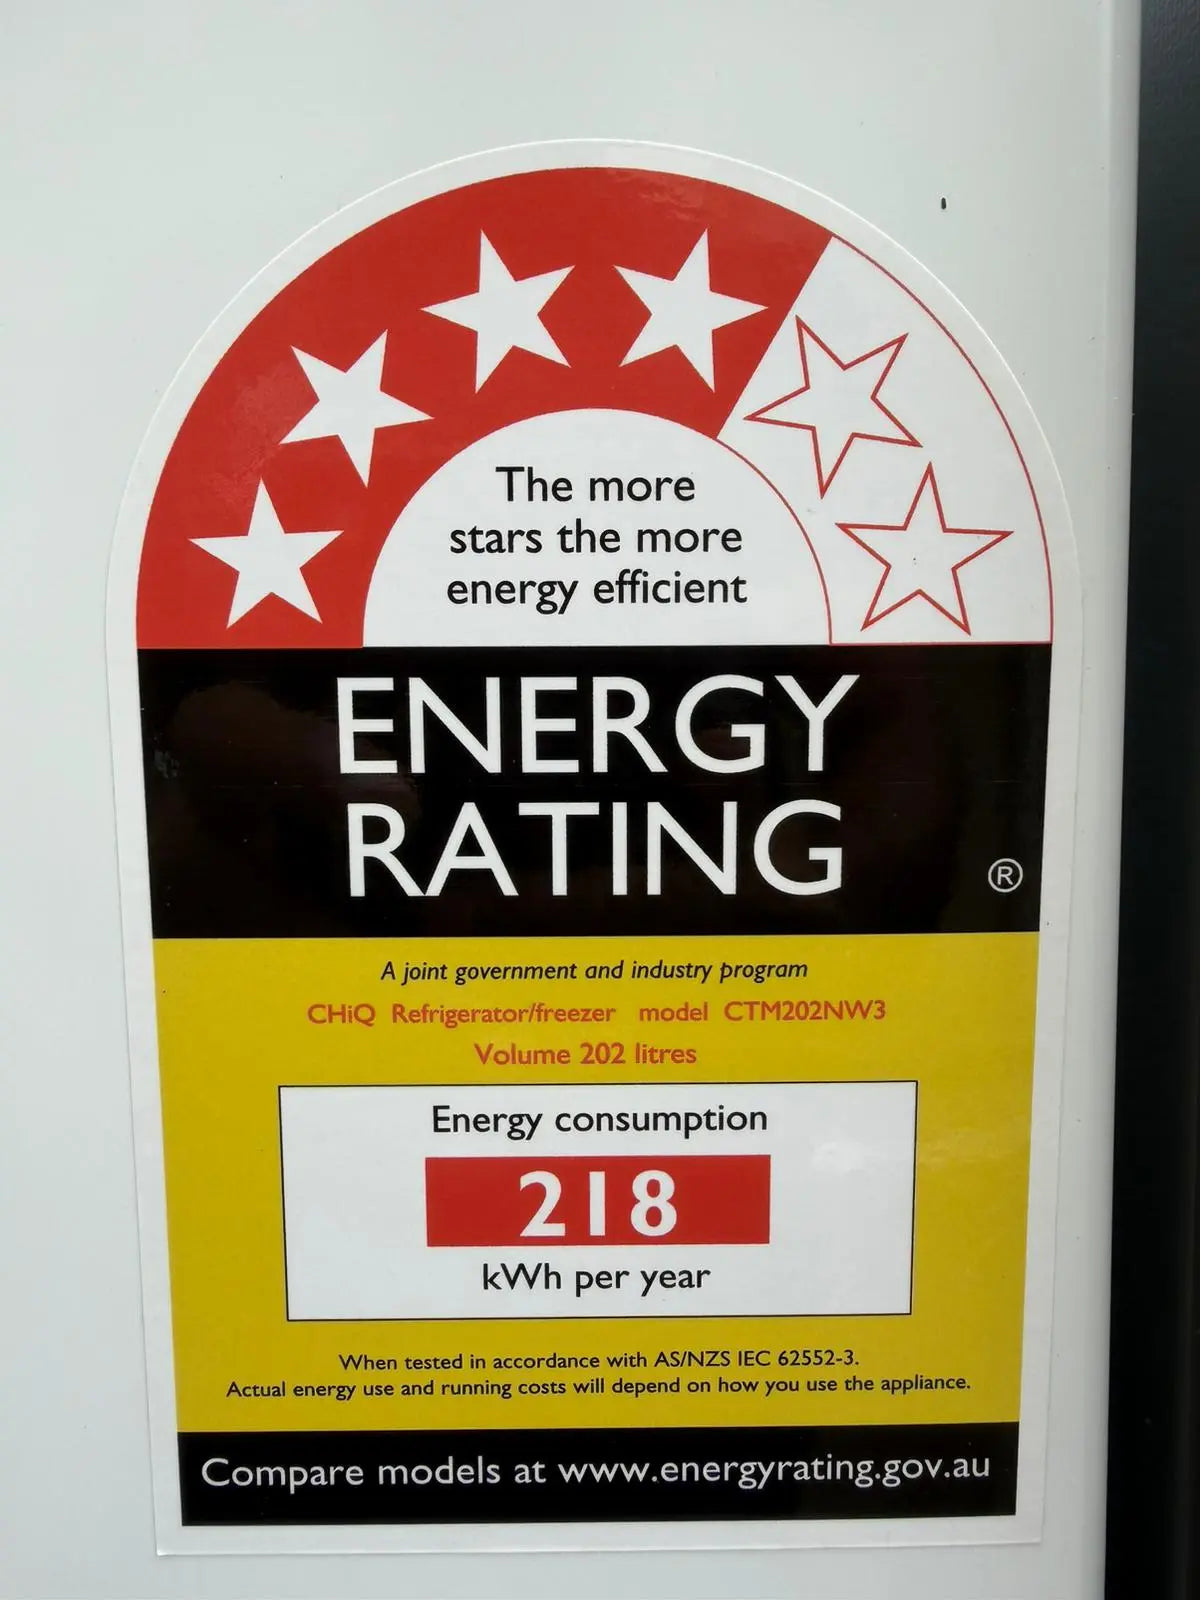 The more
stars the more
energy efficient
ENERGY
RATING
®
A joint government and industry program
CHiQ Refrigerator/freezer model CTM202NW3
Volume 202 litres
Energy consumption
218
kWh per year
When tested in accordance with AS/NZS IEC 62552-3.
Actual energy use and running costs will depend on how you use the appliance.
Compare models at www.energyrating.gov.au